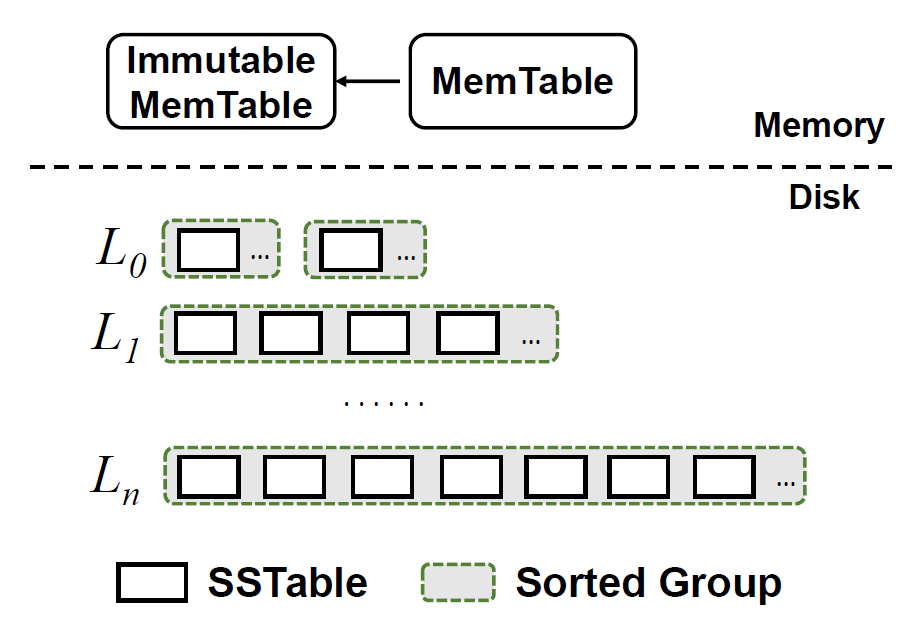 Immutable
MemTable
MemTable
Memory
Disk
L0
...
...
L1
...
......
Ln
...
SSTable
Sorted Group